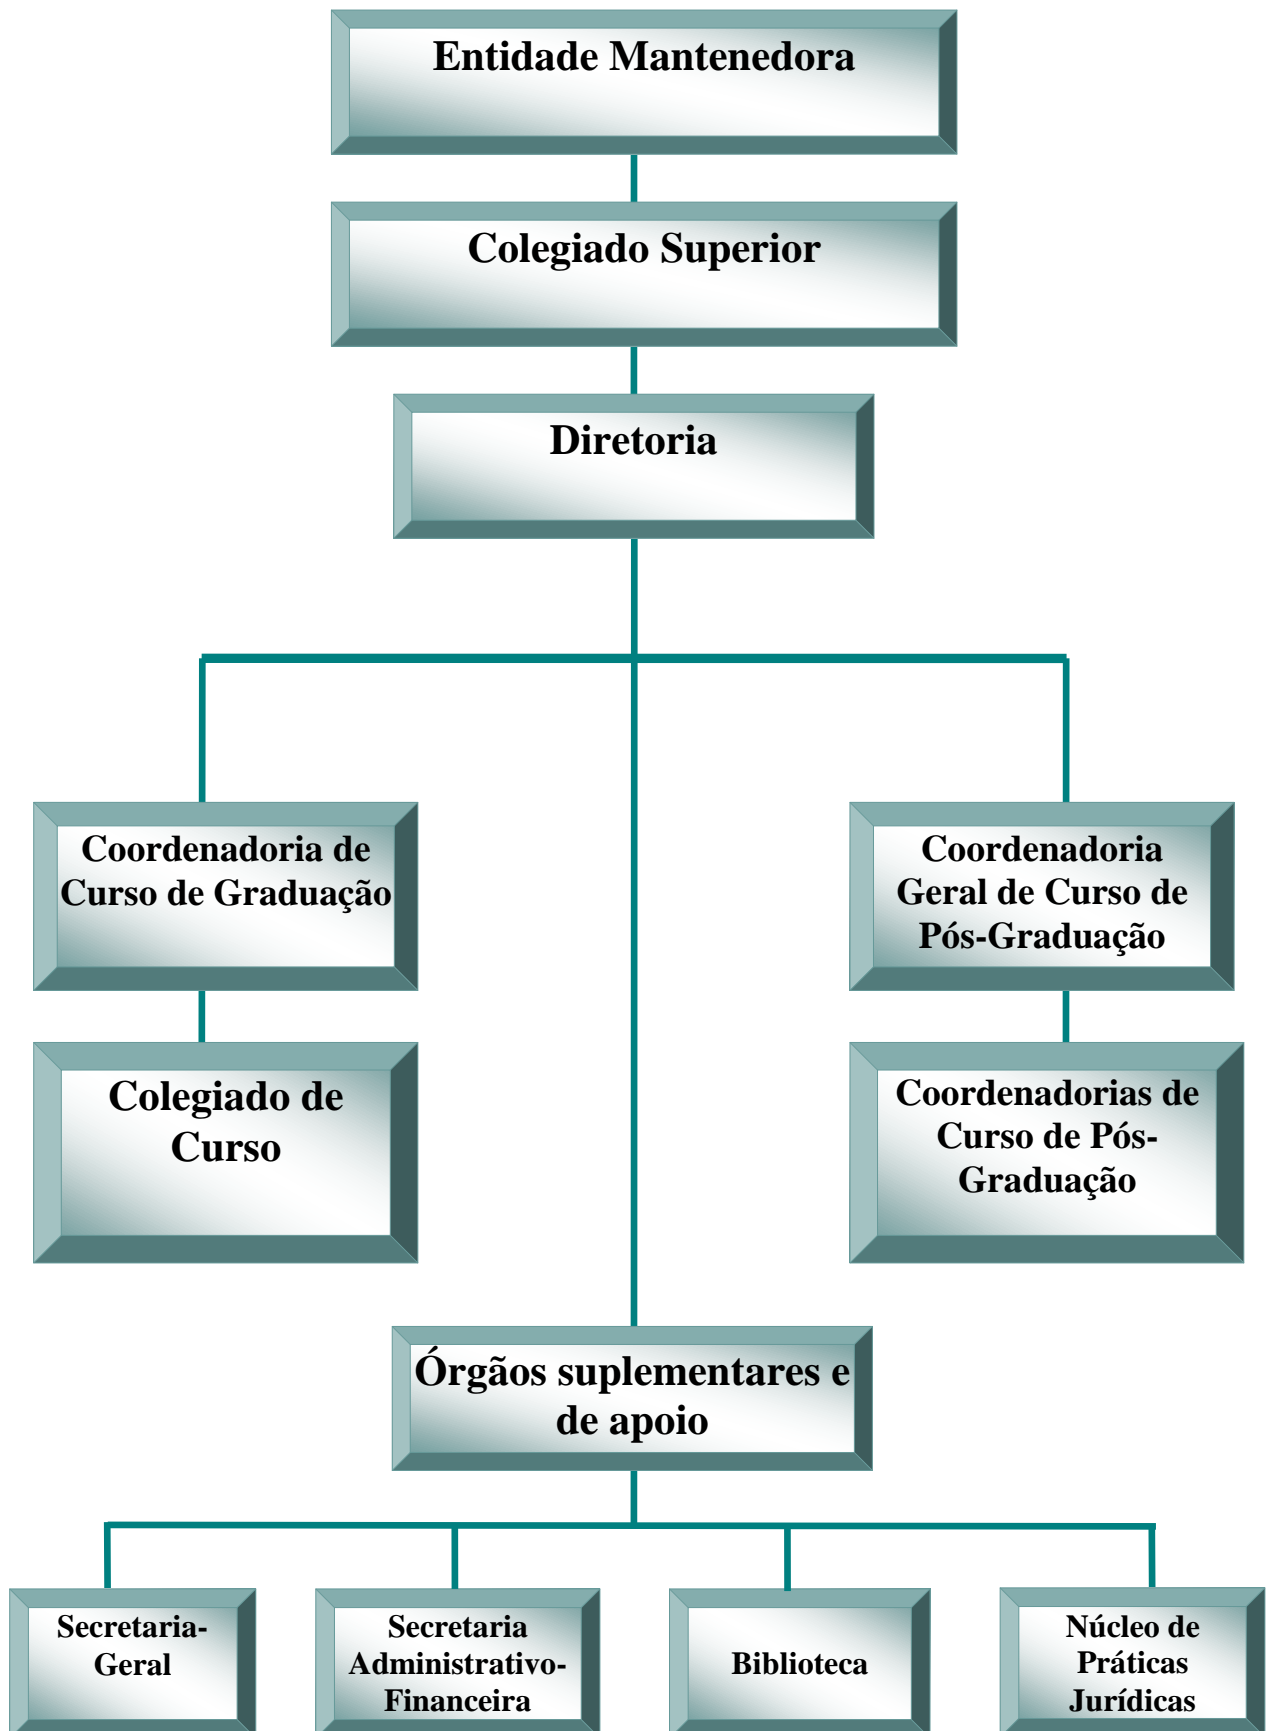 Entidade Mantenedora
Colegiado Superior
Diretoria
Coordenadoria de
Curso de Graduação
Coordenadoria
Geral de Curso de
Pós-Graduação
Colegiado de
Curso
Coordenadorias de
Curso de Pós-
Graduação
Órgãos suplementares e
de apoio
Secretaria-
Geral
Secretaria
Administrativo-
Financeira
Biblioteca
Núcleo de
Práticas
Jurídicas